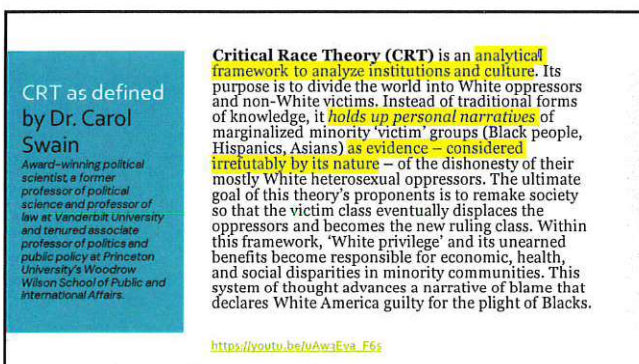 CRT as defined
by Dr. Carol
Swain
Award-winning political
scientist, a former
professor of political
science and professor of
law at Vanderbilt University
and tenured associate
professor of politics and
public policy at Princeton
University's Woodrow
Wilson School of Public and
International Affairs.
Critical Race Theory (CRT) is an analytical
framework to analyze institutions and culture. Its
purpose is to divide the world into White oppressors
and non-White victims. Instead of traditional forms
of knowledge, it holds up personal narratives of
marginalized minority ‘victim’ groups (Black people,
Hispanics, Asians) as evidence – considered
irrefutably by its nature – of the dishonesty of their
mostly White heterosexual oppressors. The ultimate
goal of this theory's proponents is to remake society
so that the victim class eventually displaces the
oppressors and becomes the new ruling class. Within
this framework, ‘White privilege’ and its unearned
benefits become responsible for economic, health,
and social disparities in minority communities. This
system of thought advances a narrative of blame that
declares White America guilty for the plight of Blacks.
https://youtu.be/uAw3Eva_F6s